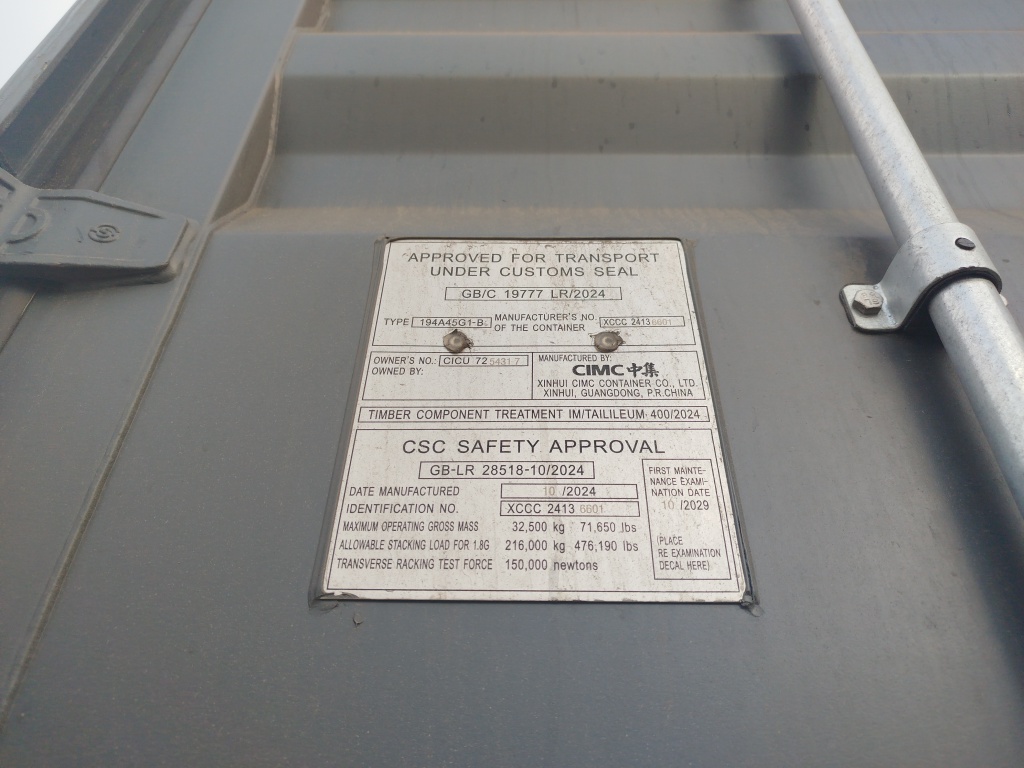 APPROVED FOR TRANSPORT
UNDER CUSTOMS SEAL
GB/C 19777 LR/2024
TYPE 194A45G1-B MANUFACTURER'S NO. OF THE CONTAINER XCCC 2413 6601
OWNER'S NO.: CICU 72 5431 7
OWNED BY:
MANUFACTURED BY:
CIMC 中集
XINHUI CIMC CONTAINER CO., LTD.
XINHUI, GUANGDONG, P.R.CHINA
TIMBER COMPONENT TREATMENT IM/TAILILEUM 400/2024
CSC SAFETY APPROVAL
GB-LR 28518-10/2024
DATE MANUFACTURED 10 /2024
IDENTIFICATION NO. XCCC 2413 6601
MAXIMUM OPERATING GROSS MASS 32,500 kg 71,650 lbs
ALLOWABLE STACKING LOAD FOR 1.8G 216,000 kg 476,190 lbs
TRANSVERSE RACKING TEST FORCE 150,000 newtons
FIRST MAINTE-
NANCE EXAMI-
NATION DATE
10 /2029
(PLACE
RE EXAMINATION
DECAL HERE)